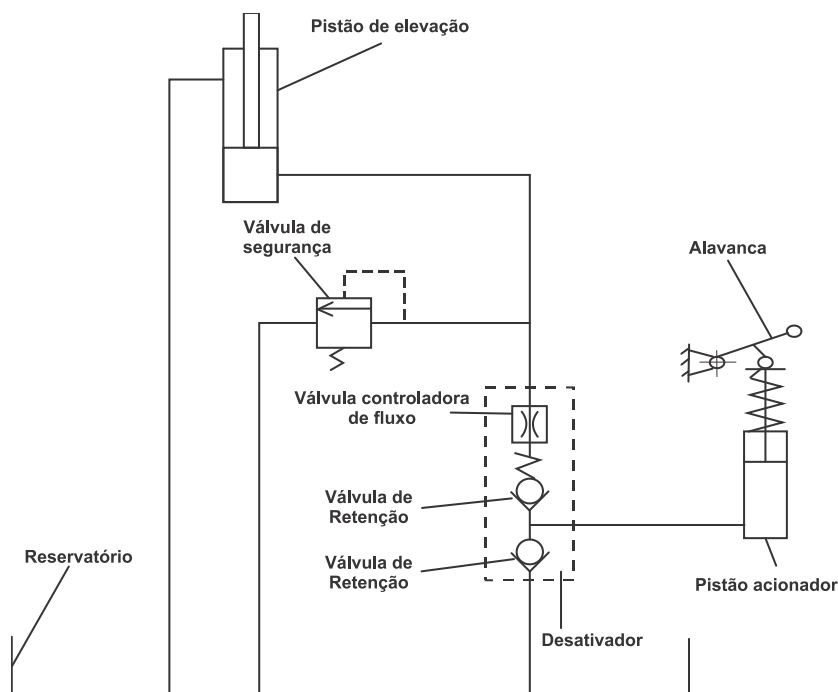 Pistão de elevação
Válvula de
segurança
Alavanca
Válvula controladora
de fluxo
Válvula de
Retenção
Válvula de
Retenção
Reservatório
Pistão acionador
Desativador